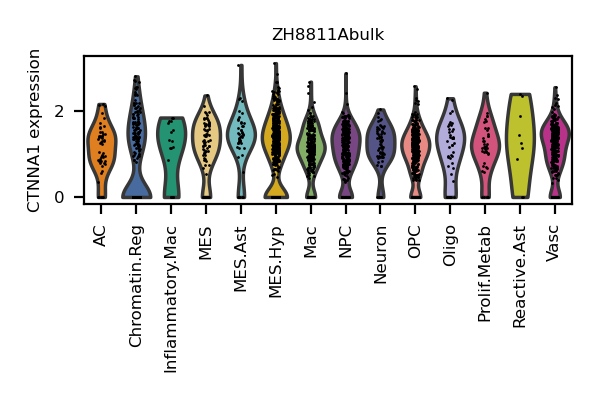 ZH8811Abulk
CTNNA1 expression
2
0
AC
Chromatin.Reg
Inflammatory.Mac
MES
MES.Ast
MES.Hyp
Mac
NPC
Neuron
OPC
Oligo
Prolif.Metab
Reactive.Ast
Vasc